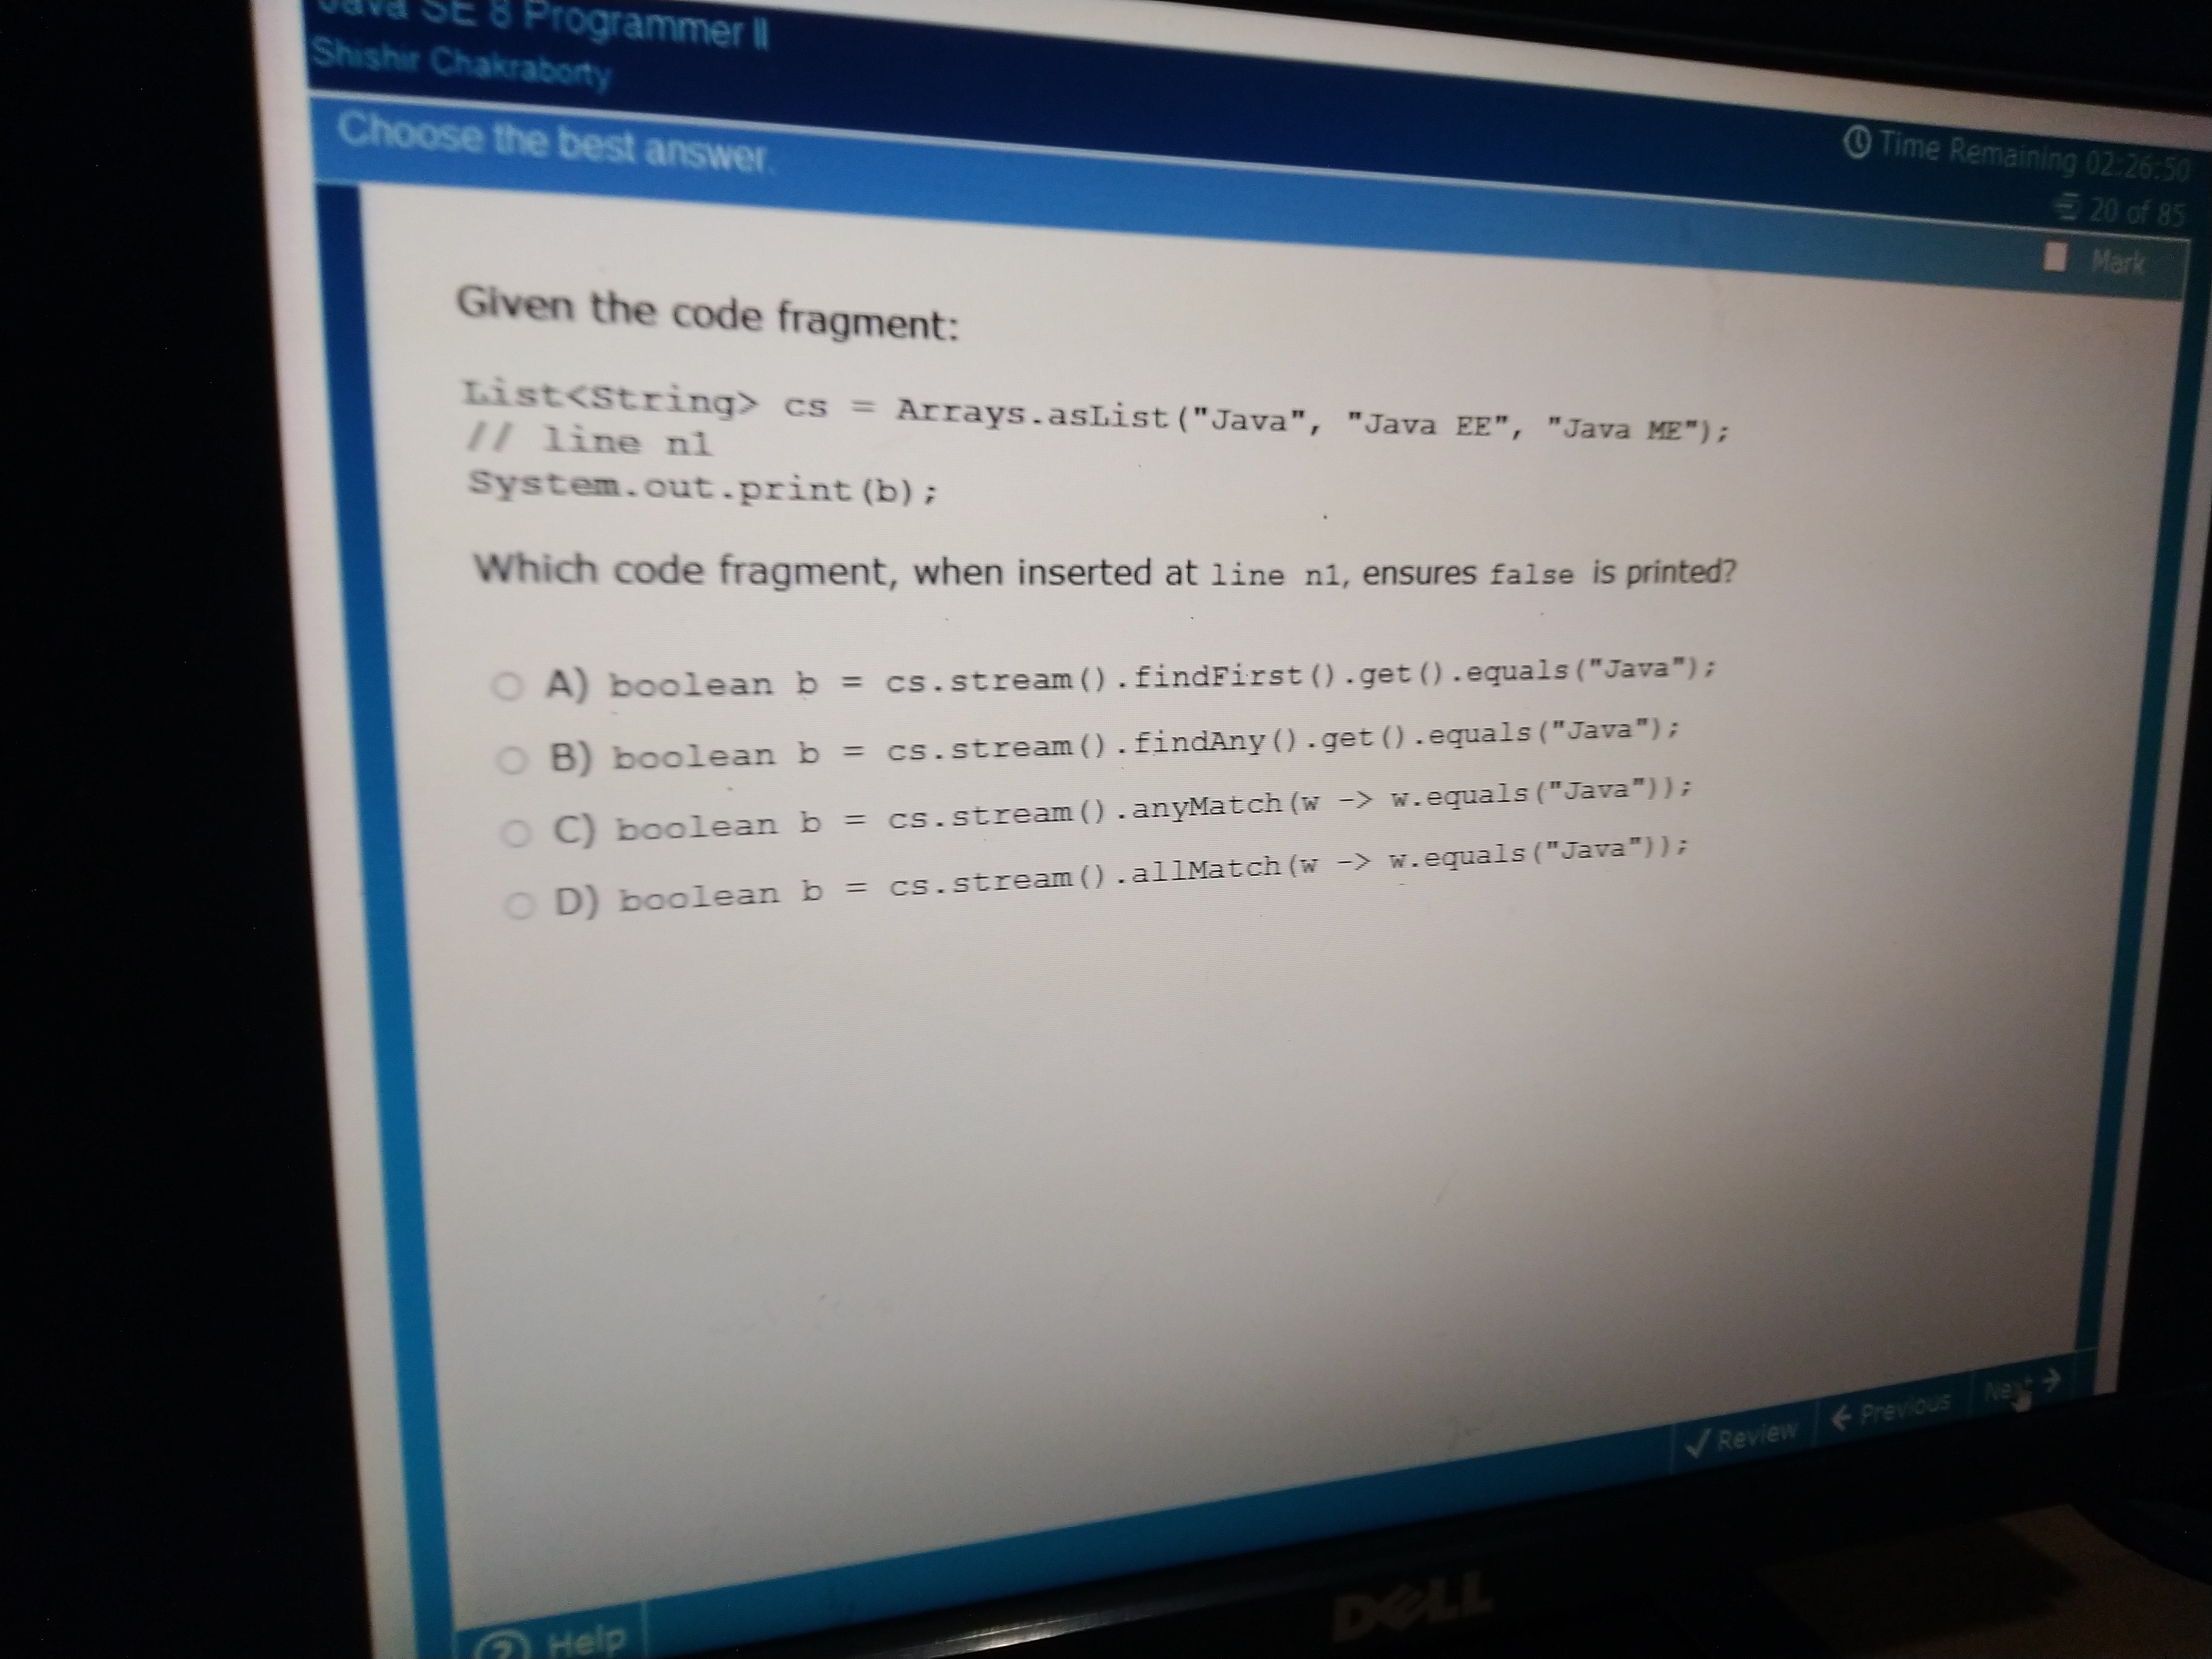 Java SE 8 Programmer II
Shishir Chakraborty
Time Remaining 02:26:50
20 of 85
Choose the best answer.
Mark
Given the code fragment:
List<String> cs = Arrays.asList("Java", "Java EE", "Java ME");
// line n1
System.out.print(b);
Which code fragment, when inserted at line n1, ensures false is printed?
A) boolean b = cs.stream().findFirst().get().equals("Java");
B) boolean b = cs.stream().findAny().get().equals("Java");
C) boolean b = cs.stream().anyMatch(w -> w.equals("Java"));
D) boolean b = cs.stream().allMatch(w -> w.equals("Java"));
Review Previous Next
? Help
DELL